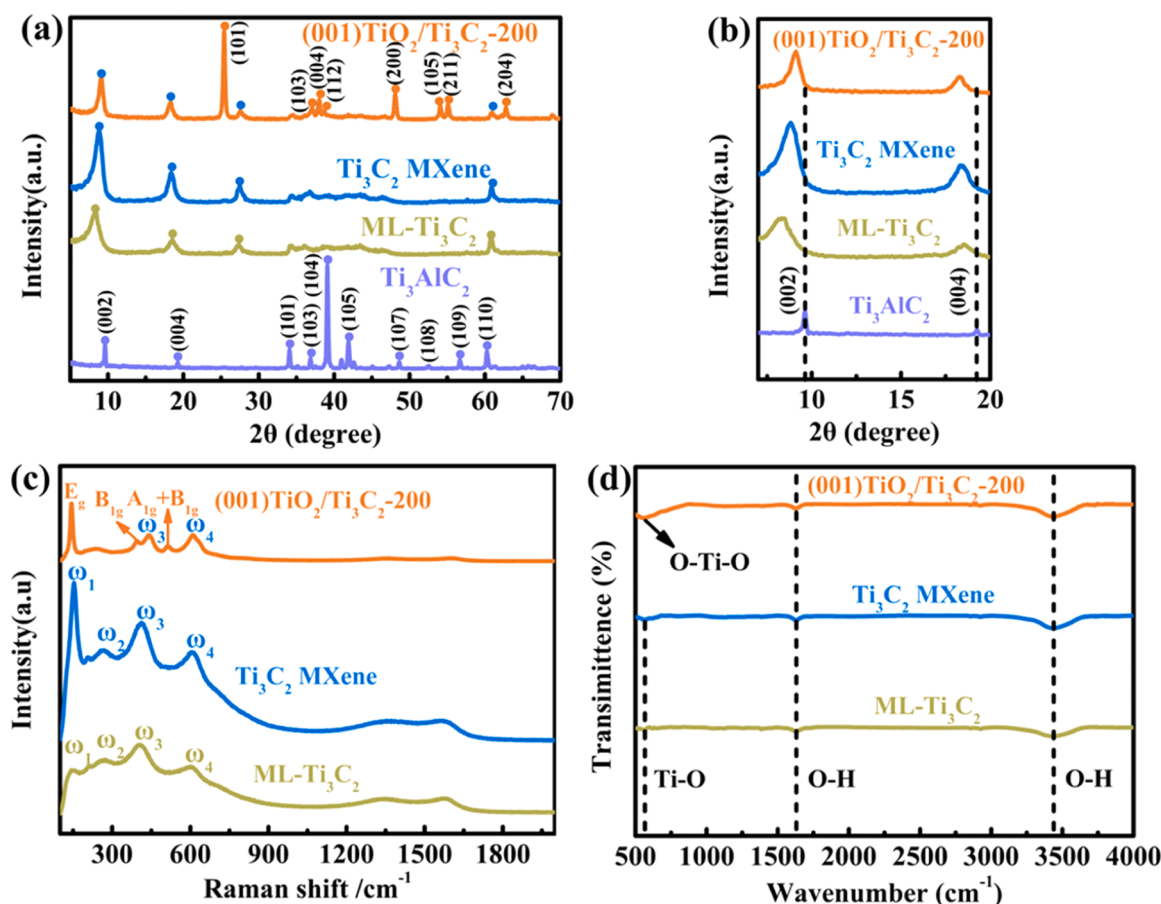 (a)
(001)TiO₂/Ti₃C₂-200
(101)
(103)
(004)
(112)
(200)
(105)
(211)
(204)
Ti₃C₂ MXene
ML-Ti₃C₂
Ti₃AlC₂
(002)
(004)
(101)
(103)
(104)
(105)
(107)
(108)
(109)
(110)
Intensity(a.u.)
10 20 30 40 50 60 70
2θ (degree)
(b)
(001)TiO₂/Ti₃C₂-200
Ti₃C₂ MXene
ML-Ti₃C₂
(002)
(004)
Ti₃AlC₂
Intensity(a.u.)
10 15 20
2θ (degree)
(c)
E_g B₁g A₁g+B₁g
(001)TiO₂/Ti₃C₂-200
ω₃ ω₄
ω₁
ω₂ ω₃ ω₄
Ti₃C₂ MXene
ω₁ ω₂ ω₃ ω₄
ML-Ti₃C₂
Intensity(a.u)
300 600 900 1200 1500 1800
Raman shift /cm⁻¹
(d)
(001)TiO₂/Ti₃C₂-200
O-Ti-O
Ti₃C₂ MXene
ML-Ti₃C₂
Ti-O O-H O-H
Transimittence (%)
500 1000 1500 2000 2500 3000 3500 4000
Wavenumber (cm⁻¹)